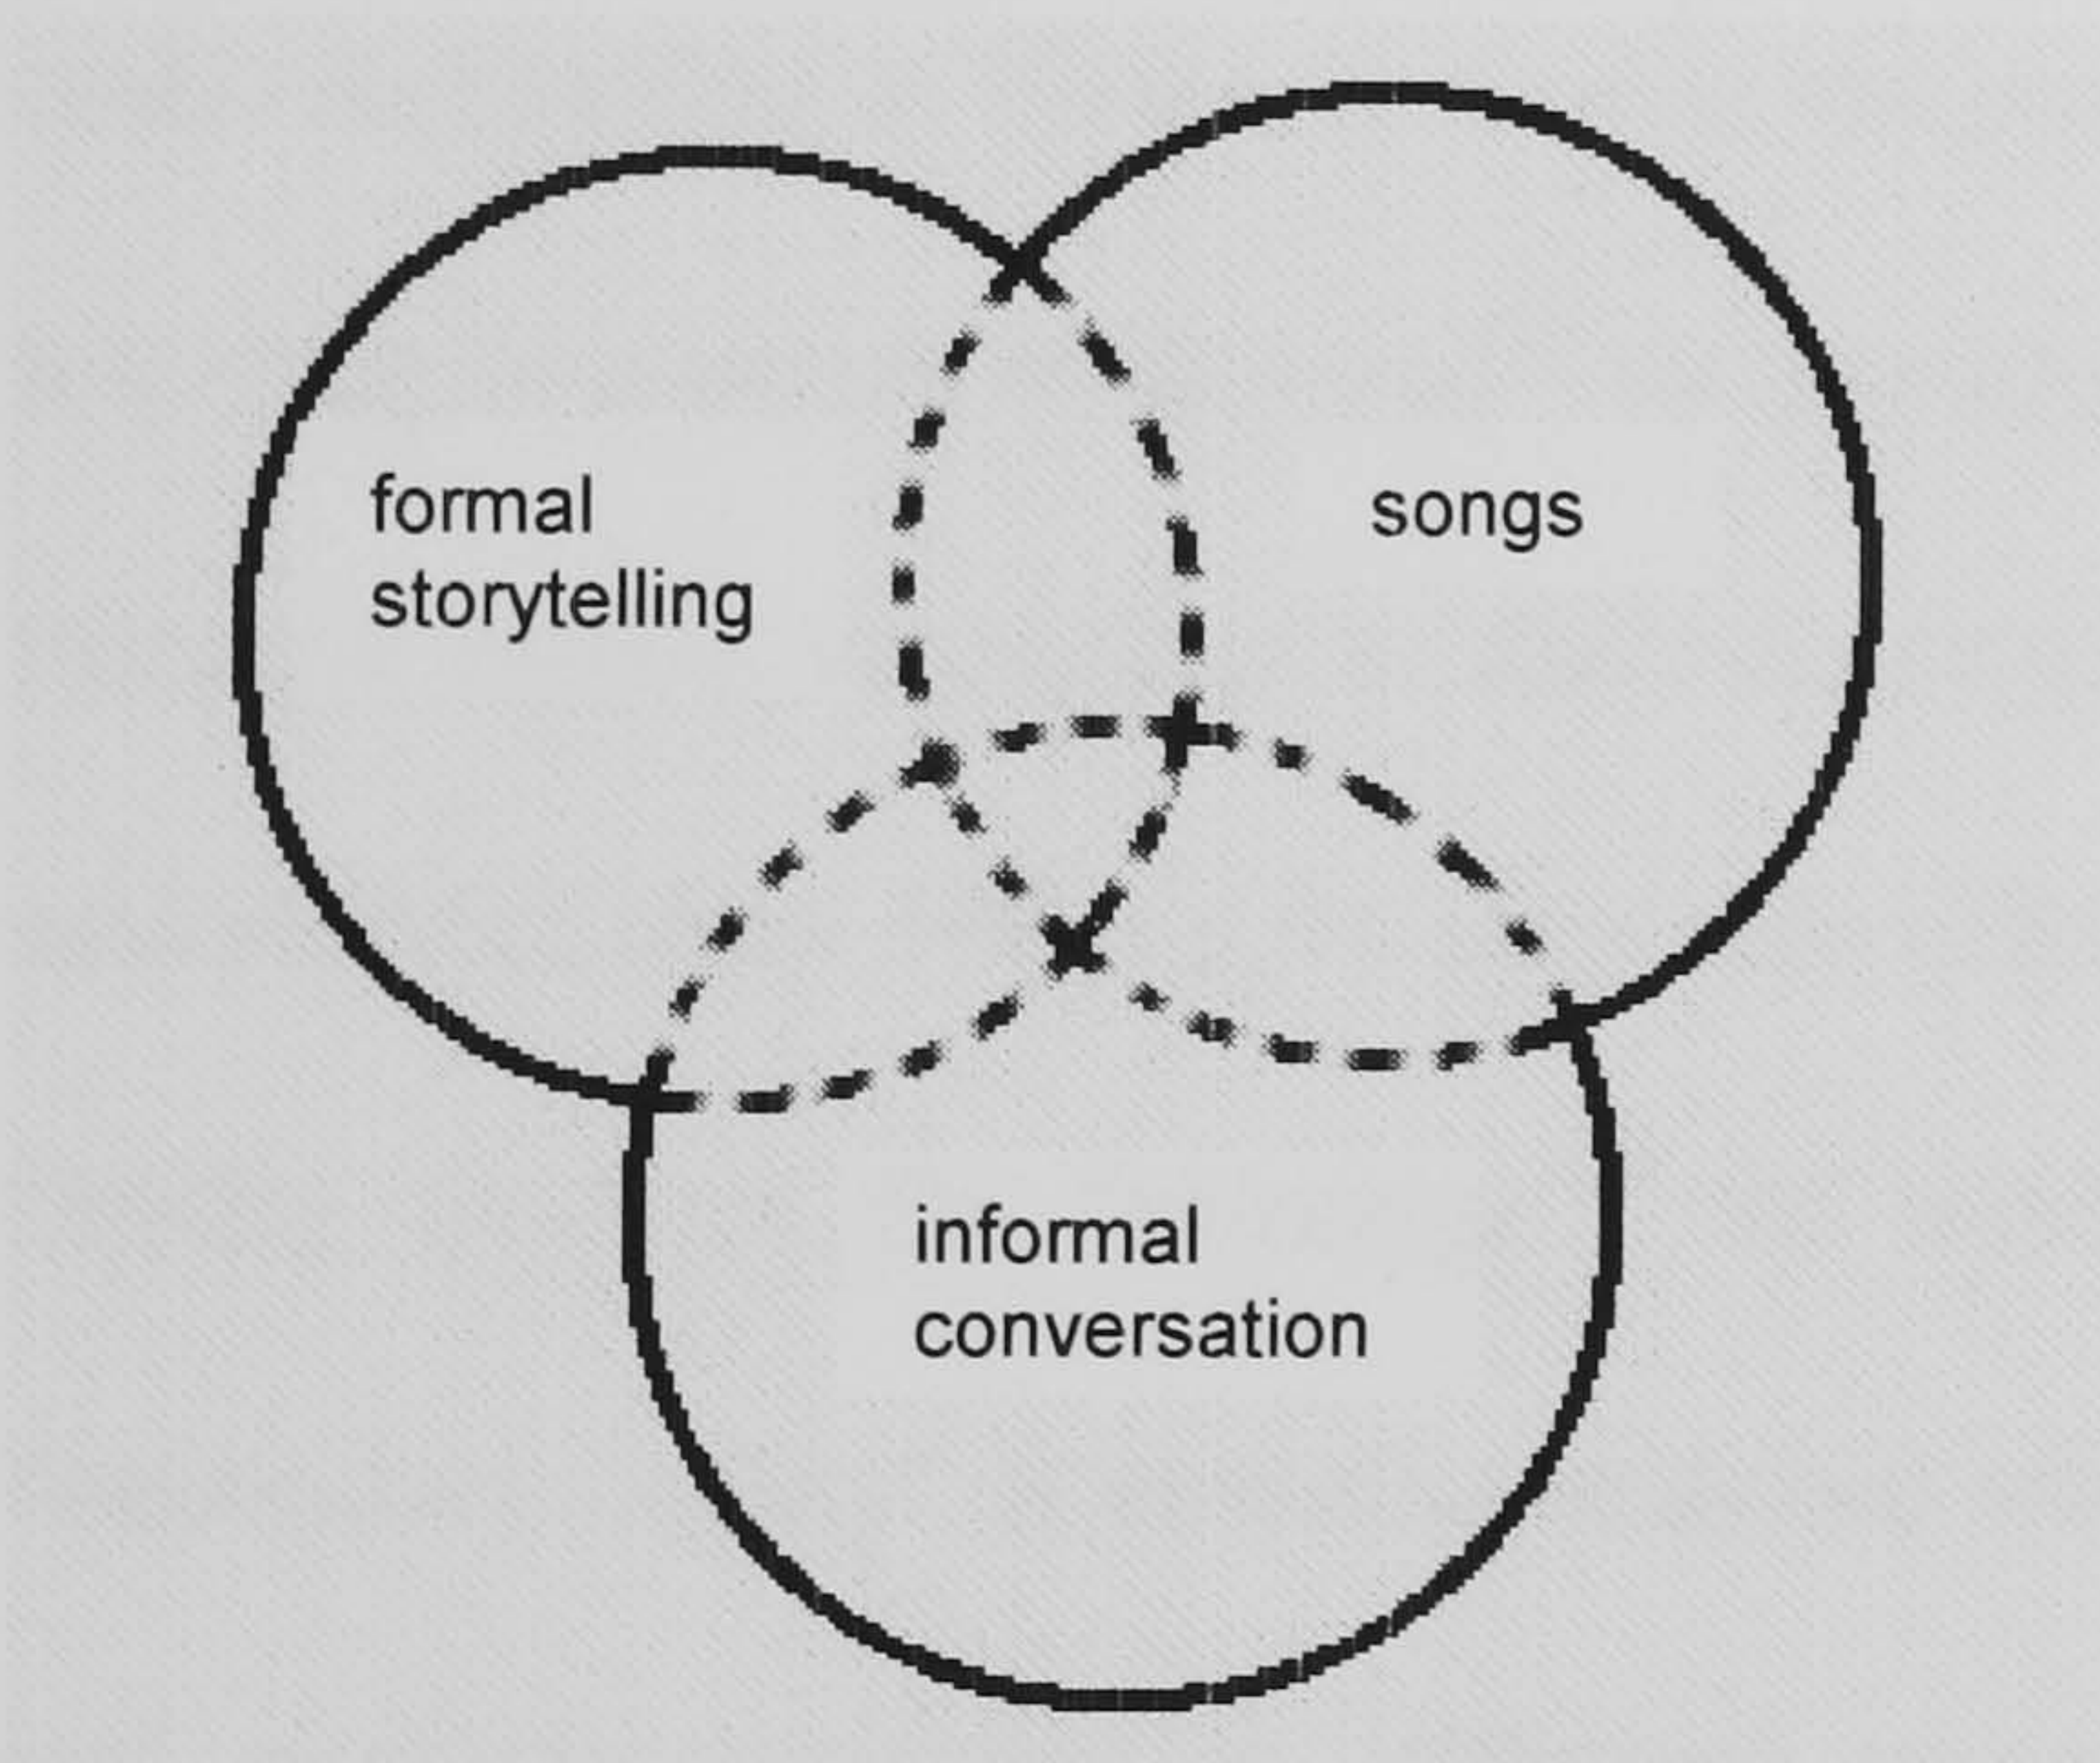 formal
storytelling
songs
informal
conversation